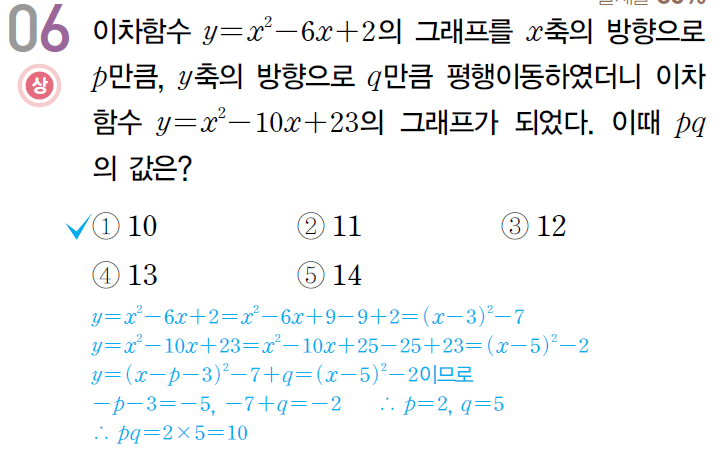 06 이차함수 y=x²-6x+2의 그래프를 x축의 방향으로
상 p만큼, y축의 방향으로 q만큼 평행이동하였더니 이차
함수 y=x²-10x+23의 그래프가 되었다. 이때 pq
의 값은?
① 10 ② 11 ③ 12
④ 13 ⑤ 14
y=x²-6x+2=x²-6x+9-9+2=(x-3)²-7
y=x²-10x+23=x²-10x+25-25+23=(x-5)²-2
y=(x-p-3)²-7+q=(x-5)²-2이므로
-p-3=-5, -7+q=-2 ∴ p=2, q=5
∴ pq=2×5=10